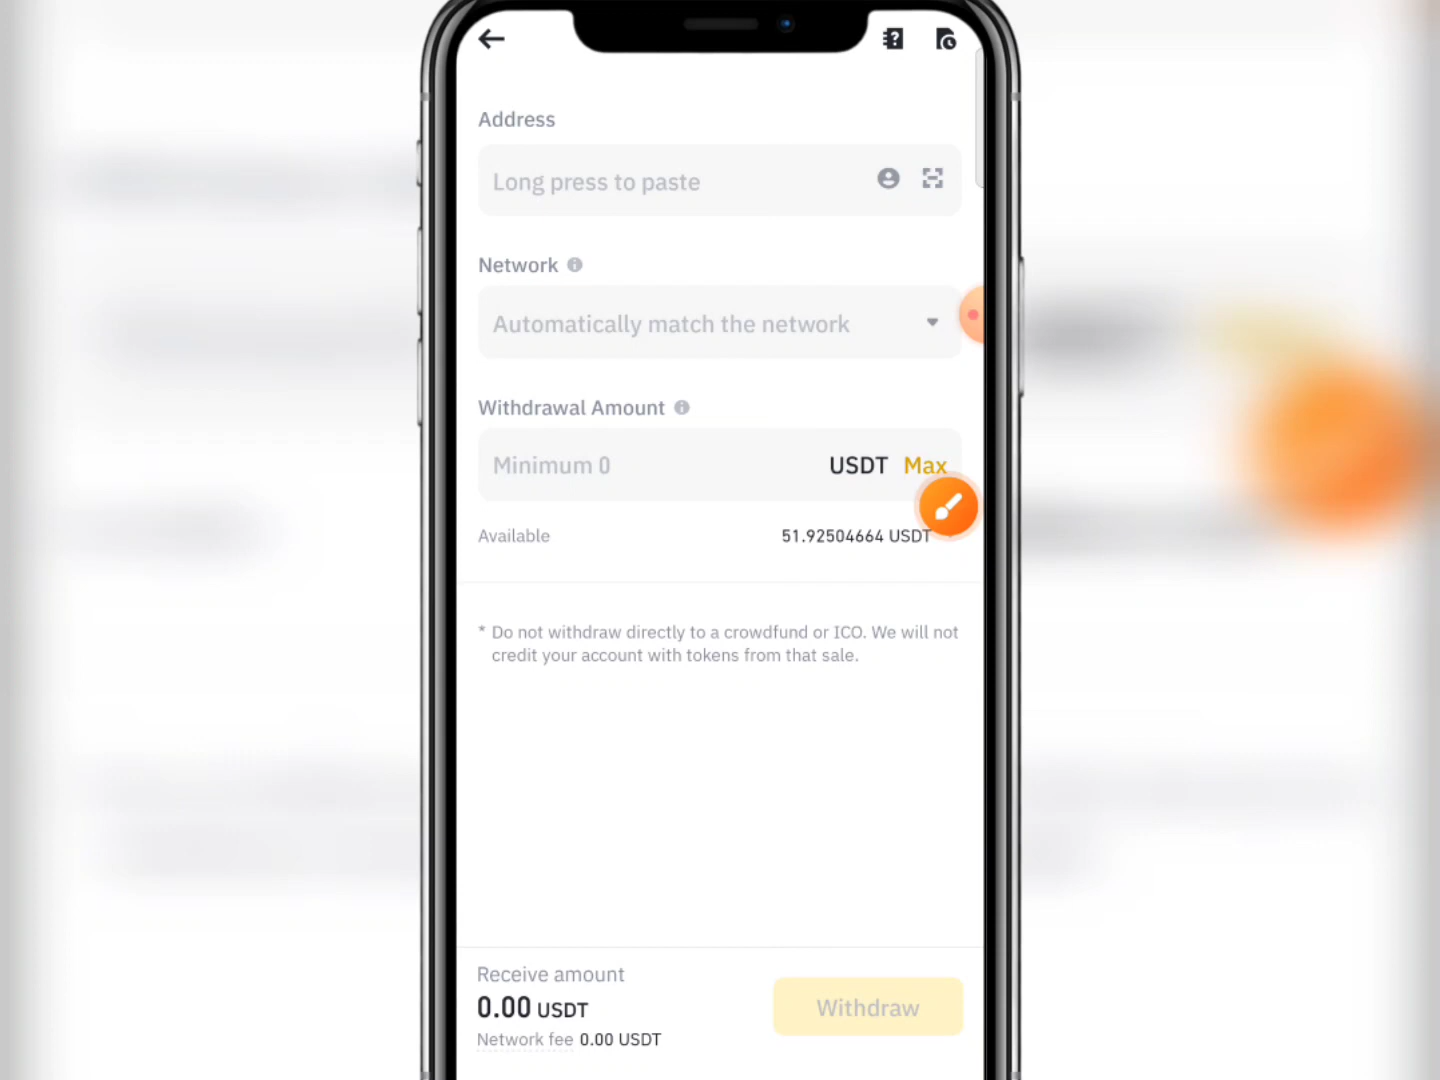 Address
Long press to paste
Network
Automatically match the network
Withdrawal Amount
Minimum 0 USDT Max
Available 51.92504664 USDT
* Do not withdraw directly to a crowdfund or ICO. We will not
credit your account with tokens from that sale.
Receive amount
0.00 USDT
Withdraw
Network fee 0.00 USDT